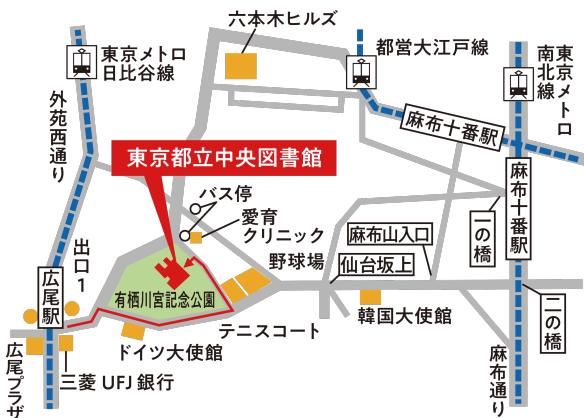 六本木ヒルズ
東京メトロ
日比谷線
都営大江戸線
東京メトロ
南北線
外苑西通り
麻布十番駅
東京都立中央図書館
麻布十番駅
バス停
愛育
クリニック
一の橋
麻布山入口
野球場
仙台坂上
出口1
有栖川宮記念公園
広尾駅
テニスコート
韓国大使館
二の橋
ドイツ大使館
広尾プラザ
三菱UFJ銀行
麻布通り